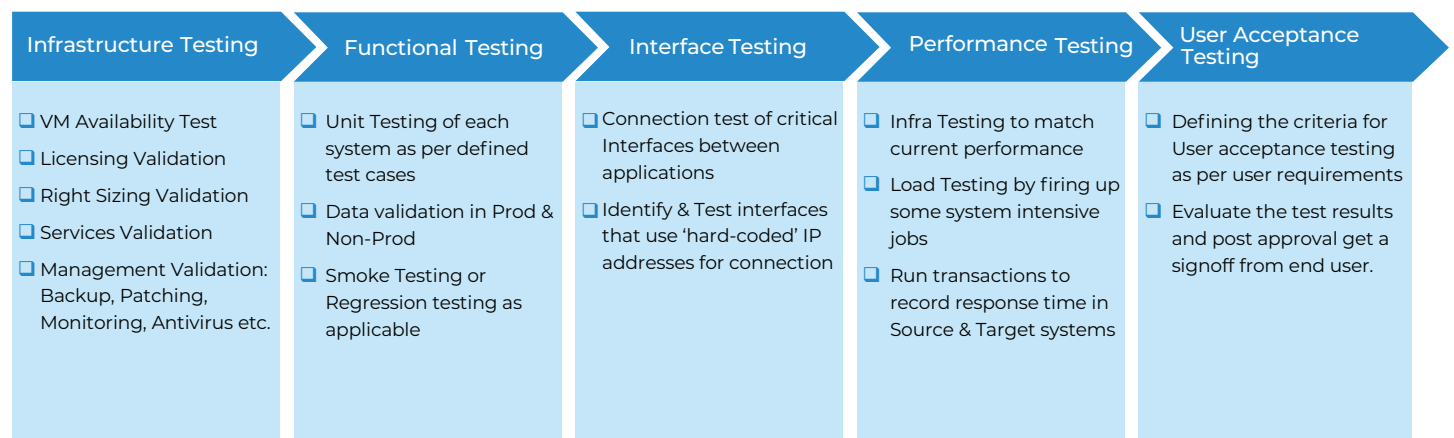 Infrastructure Testing
VM Availability Test
Licensing Validation
Right Sizing Validation
Services Validation
Management Validation:
Backup, Patching,
Monitoring, Antivirus etc.
Functional Testing
Unit Testing of each
system as per defined
test cases
Data validation in Prod &
Non-Prod
Smoke Testing or
Regression testing as
applicable
Interface Testing
Connection test of critical
Interfaces between
applications
Identify & Test interfaces
that use ‘hard-coded’ IP
addresses for connection
Performance Testing
Infra Testing to match
current performance
Load Testing by firing up
some system intensive
jobs
Run transactions to
record response time in
Source & Target systems
User Acceptance
Testing
Defining the criteria for
User acceptance testing
as per user requirements
Evaluate the test results
and post approval get a
signoff from end user.